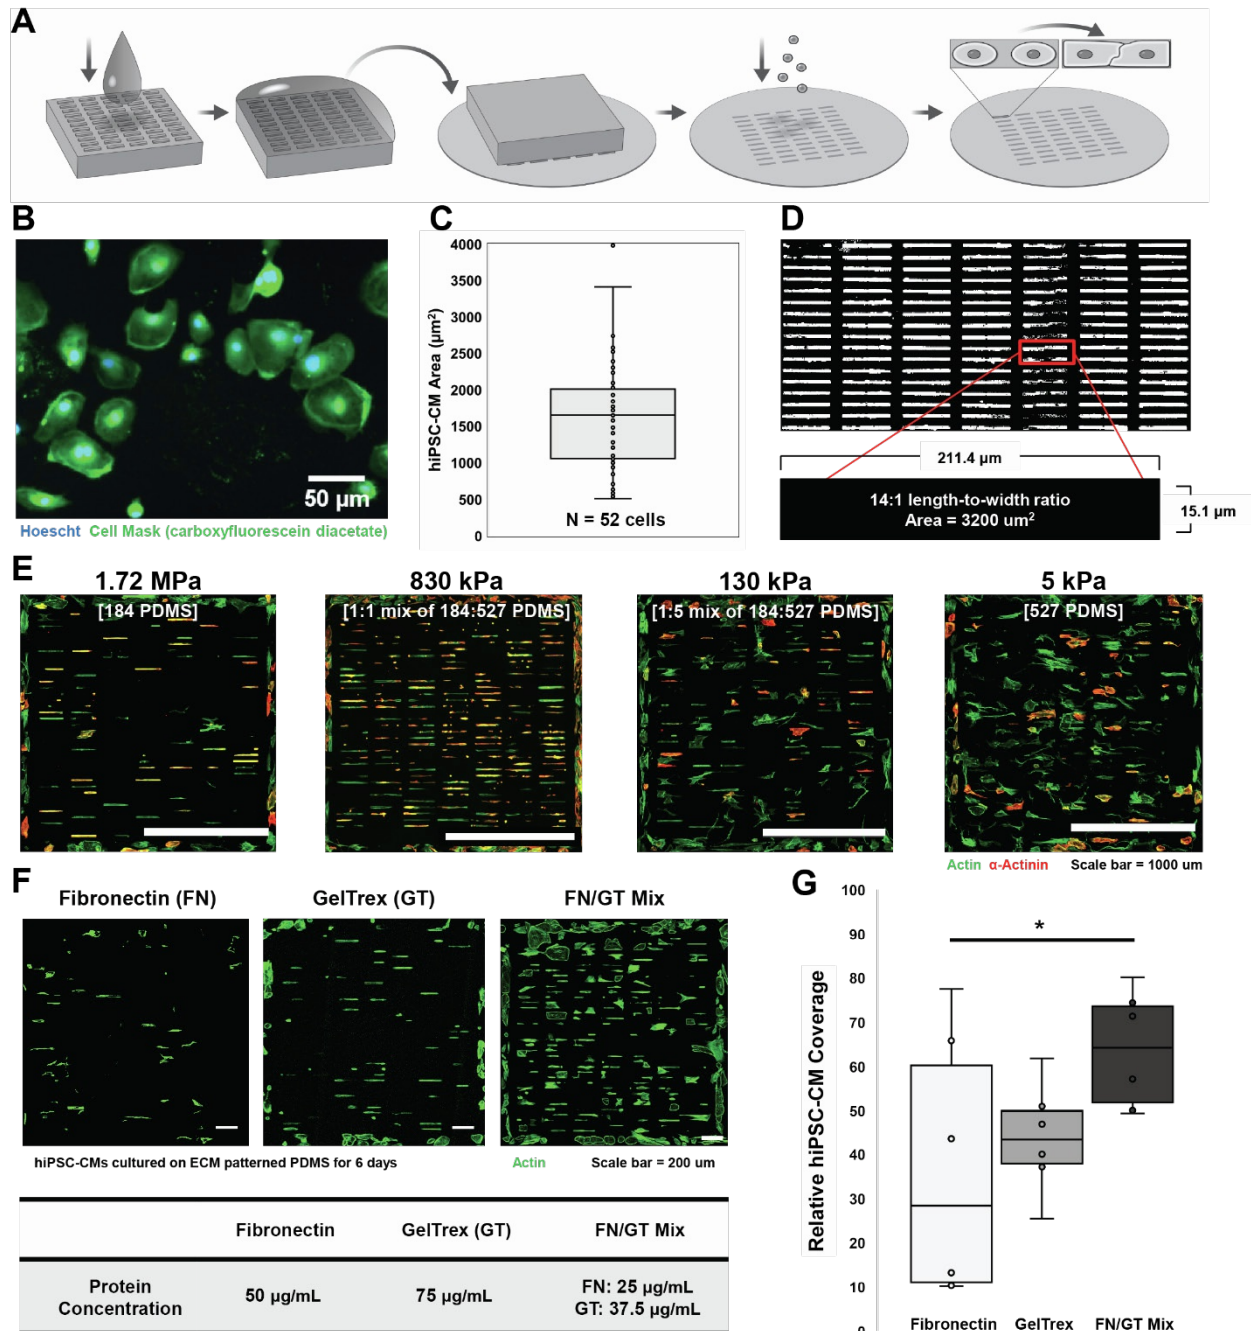 A
B
50 µm
Hoescht Cell Mask (carboxyfluorescein diacetate)
C
hiPSC-CM Area (µm²)
4000
3500
3000
2500
2000
1500
1000
500
0
N = 52 cells
D
211.4 µm
14:1 length-to-width ratio
Area = 3200 um²
15.1 µm
E
1.72 MPa
[184 PDMS]
830 kPa
[1:1 mix of 184:527 PDMS]
130 kPa
[1:5 mix of 184:527 PDMS]
5 kPa
[527 PDMS]
Actin α-Actinin Scale bar = 1000 um
F
Fibronectin (FN)
GelTrex (GT)
FN/GT Mix
hiPSC-CMs cultured on ECM patterned PDMS for 6 days
Actin Scale bar = 200 um
Fibronectin GelTrex (GT) FN/GT Mix
Protein Concentration
50 µg/mL
75 µg/mL
FN: 25 µg/mL
GT: 37.5 µg/mL
G
Relative hiPSC-CM Coverage
100
90
80
70
60
50
40
30
20
10
0
*
Fibronectin GelTrex FN/GT Mix